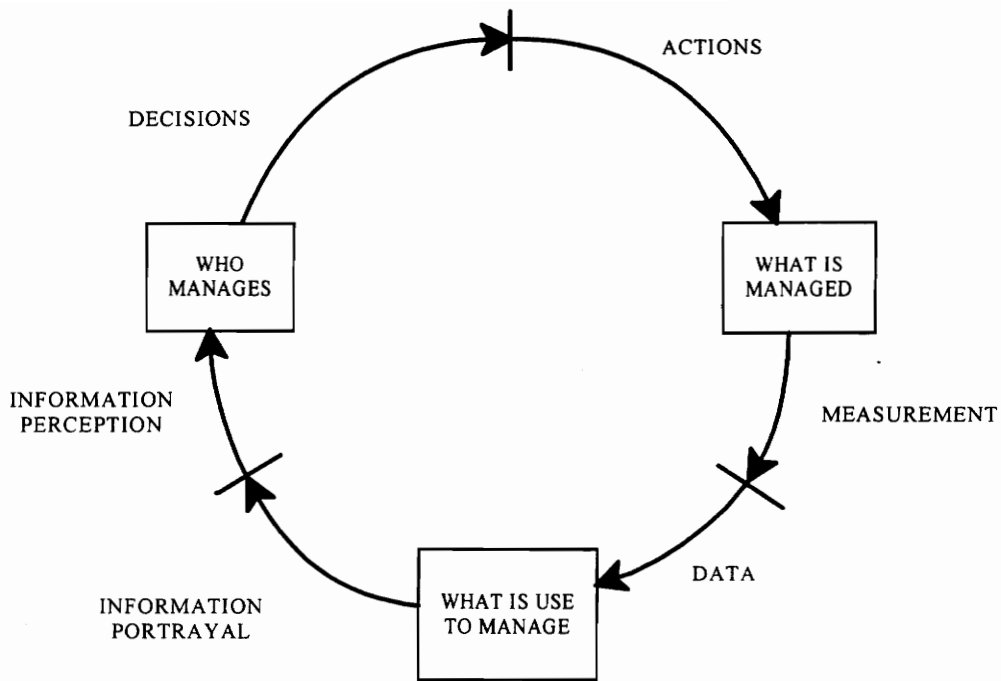 ACTIONS
DECISIONS
WHO
MANAGES
WHAT IS
MANAGED
INFORMATION
PERCEPTION
MEASUREMENT
DATA
WHAT IS USE
TO MANAGE
INFORMATION
PORTRAYAL